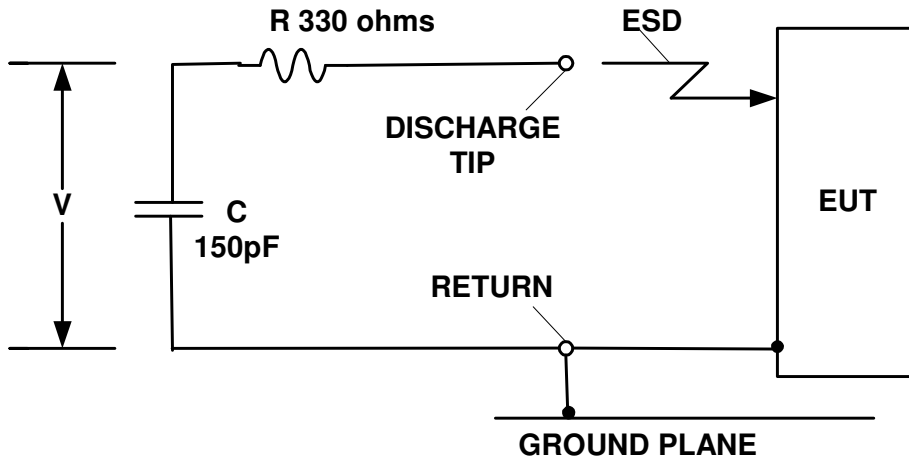 R 330 ohms
ESD
DISCHARGE
TIP
V
C
150pF
EUT
RETURN
GROUND PLANE